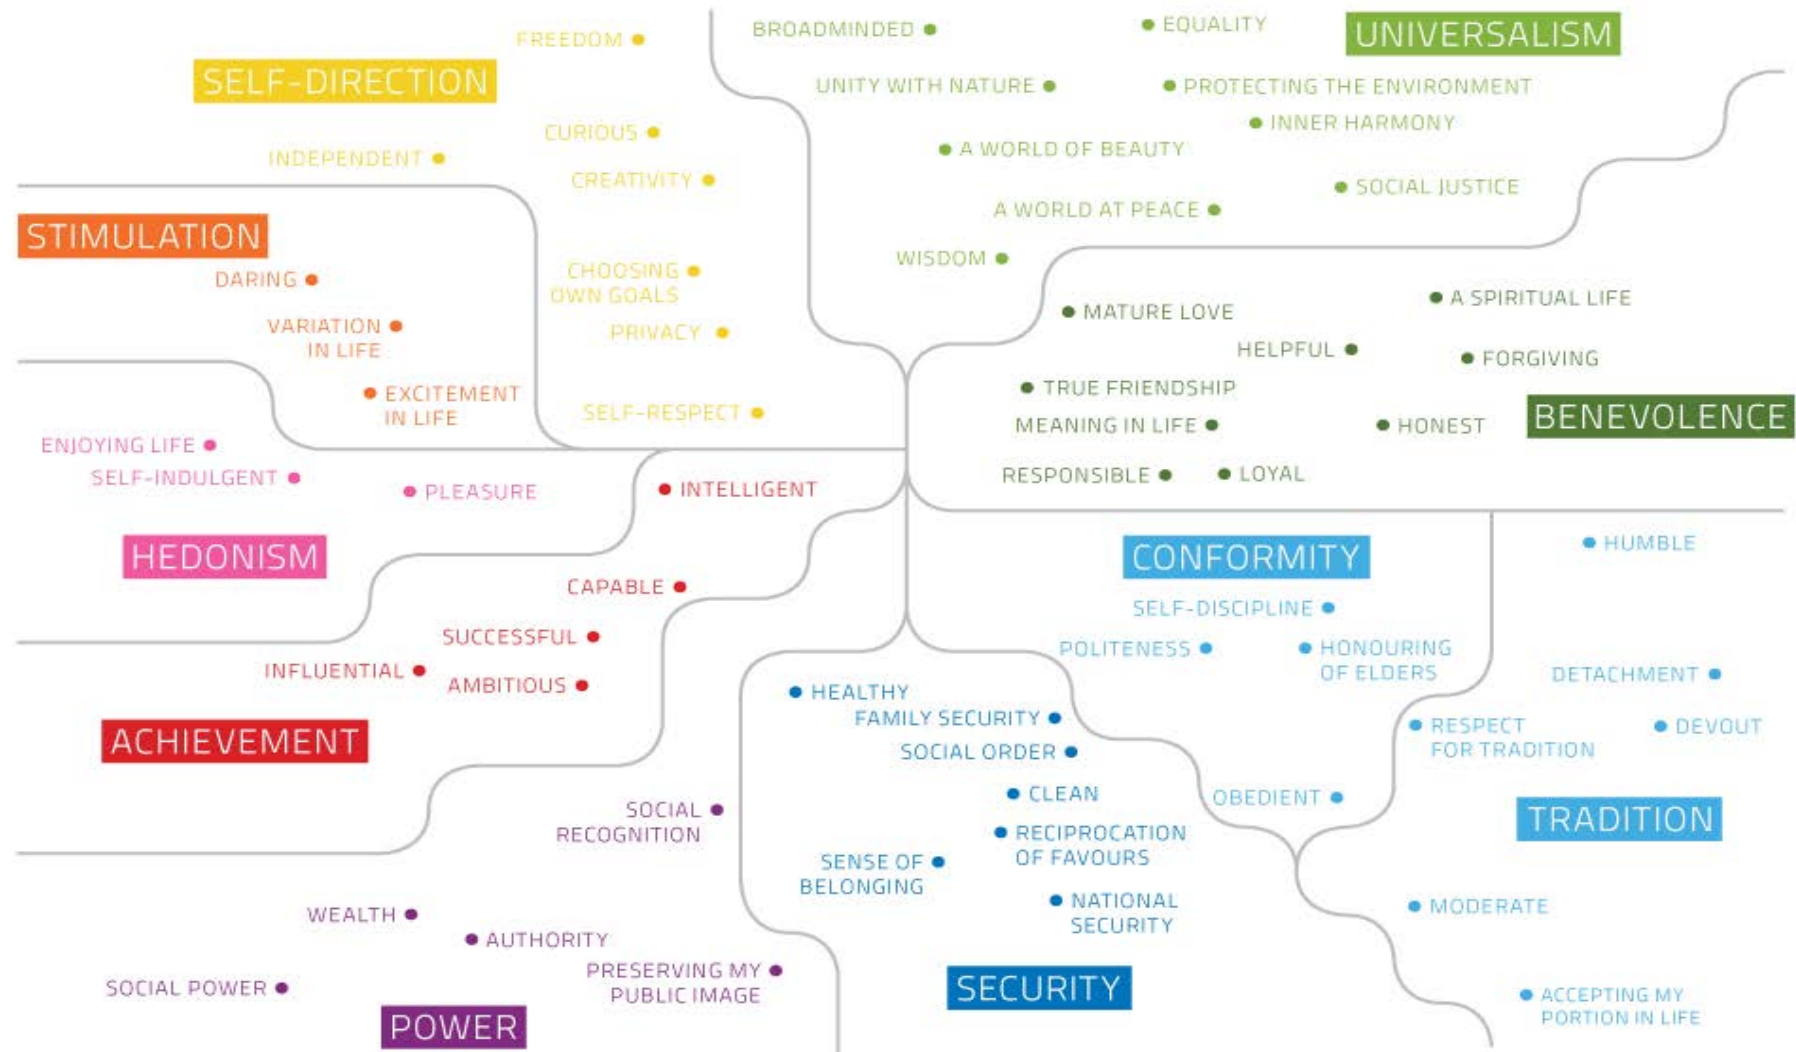 FREEDOM
SELF-DIRECTION
CURIOUS
INDEPENDENT
CREATIVITY
CHOOSING
OWN GOALS
PRIVACY
SELF-RESPECT
BROADMINDED
EQUALITY
UNIVERSALISM
UNITY WITH NATURE
PROTECTING THE ENVIRONMENT
INNER HARMONY
A WORLD OF BEAUTY
SOCIAL JUSTICE
A WORLD AT PEACE
WISDOM
STIMULATION
DARING
VARIATION
IN LIFE
EXCITEMENT
IN LIFE
A SPIRITUAL LIFE
MATURE LOVE
HELPFUL
FORGIVING
TRUE FRIENDSHIP
BENEVOLENCE
MEANING IN LIFE
HONEST
RESPONSIBLE
LOYAL
ENJOYING LIFE
SELF-INDULGENT
PLEASURE
HEDONISM
INTELLIGENT
CAPABLE
SUCCESSFUL
INFLUENTIAL
AMBITIOUS
ACHIEVEMENT
CONFORMITY
SELF-DISCIPLINE
POLITENESS
HONOURING
OF ELDERS
OBEDIENT
HUMBLE
DETACHMENT
RESPECT
FOR TRADITION
DEVOUT
TRADITION
MODERATE
ACCEPTING MY
PORTION IN LIFE
HEALTHY
FAMILY SECURITY
SOCIAL ORDER
CLEAN
RECIPROCATION
OF FAVOURS
SENSE OF
BELONGING
NATIONAL
SECURITY
SECURITY
SOCIAL
RECOGNITION
WEALTH
AUTHORITY
PRESERVING MY
PUBLIC IMAGE
SOCIAL POWER
POWER